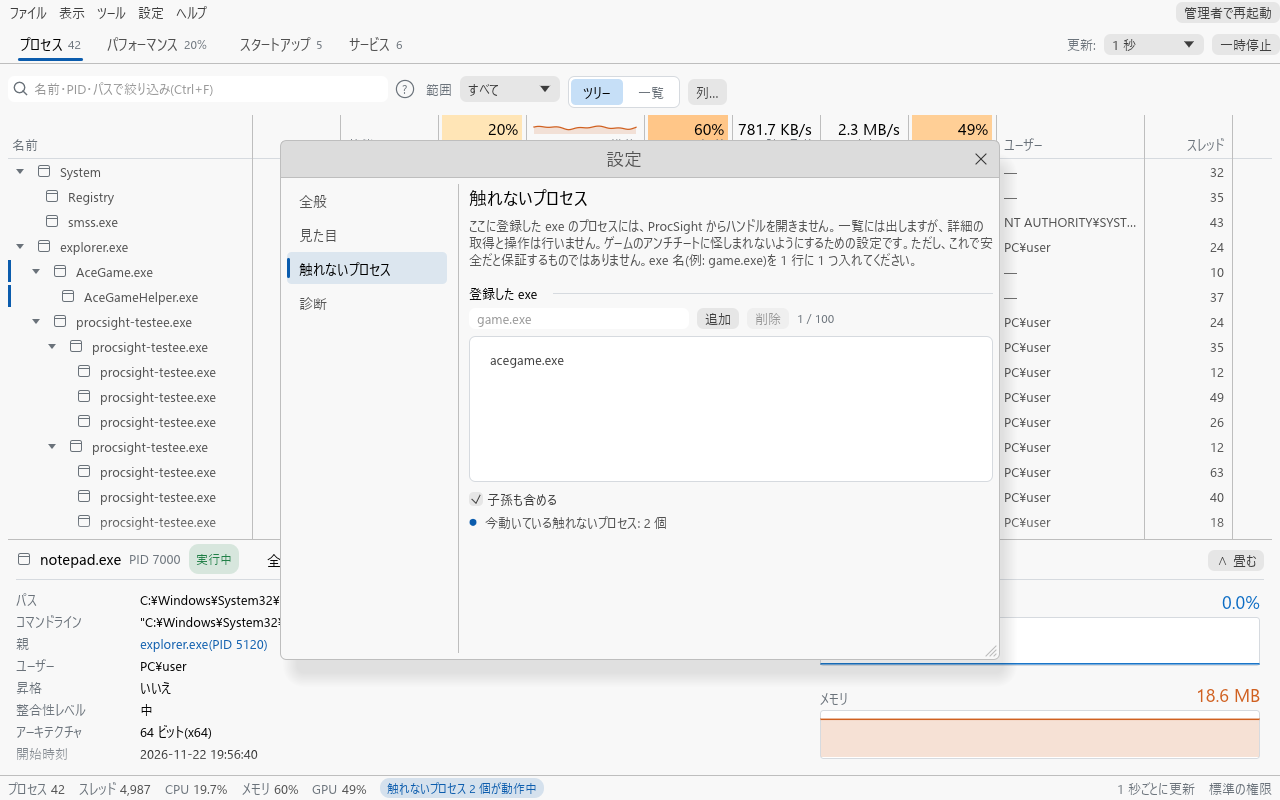 ファイル 表示 ツール 設定 ヘルプ 管理者で再起動
プロセス 42 パフォーマンス 20% スタートアップ 5 サービス 6 更新: 1 秒 一時停止
名前・PID・パスで絞り込み(Ctrl+F) ? 範囲 すべて ツリー 一覧 列...
20% 60% 781.7 KB/s 2.3 MB/s 49%
名前 ユーザー スレッド
設定
System — 32
Registry — 35
smss.exe NT AUTHORITY¥SYST... 43
explorer.exe PC¥user 24
AceGame.exe — 10
AceGameHelper.exe — 37
procsight-testee.exe PC¥user 24
procsight-testee.exe PC¥user 35
procsight-testee.exe PC¥user 12
procsight-testee.exe PC¥user 49
procsight-testee.exe PC¥user 26
procsight-testee.exe PC¥user 12
procsight-testee.exe PC¥user 63
procsight-testee.exe PC¥user 40
procsight-testee.exe PC¥user 18
全般
見た目
触れないプロセス
診断
触れないプロセス
ここに登録した exe のプロセスには、ProcSight からハンドルを開きません。一覧には出しますが、詳細の
取得と操作は行いません。ゲームのアンチチートに怪しまれないようにするための設定です。ただし、これで安
全だと保証するものではありません。exe 名(例: game.exe)を 1 行に 1 つ入れてください。
登録した exe
game.exe 追加 削除 1 / 100
acegame.exe
子孫も含める
今動いている触れないプロセス: 2 個
notepad.exe PID 7000 実行中 全 畳む
パス C:¥Windows¥System32¥
コマンドライン "C:¥Windows¥System32¥
親 explorer.exe(PID 5120)
ユーザー PC¥user
昇格 いいえ
整合性レベル 中
アーキテクチャ 64 ビット(x64)
開始時刻 2026-11-22 19:56:40
0.0%
メモリ 18.6 MB
プロセス 42 スレッド 4,987 CPU 19.7% メモリ 60% GPU 49% 触れないプロセス 2 個が動作中 1 秒ごとに更新 標準の権限